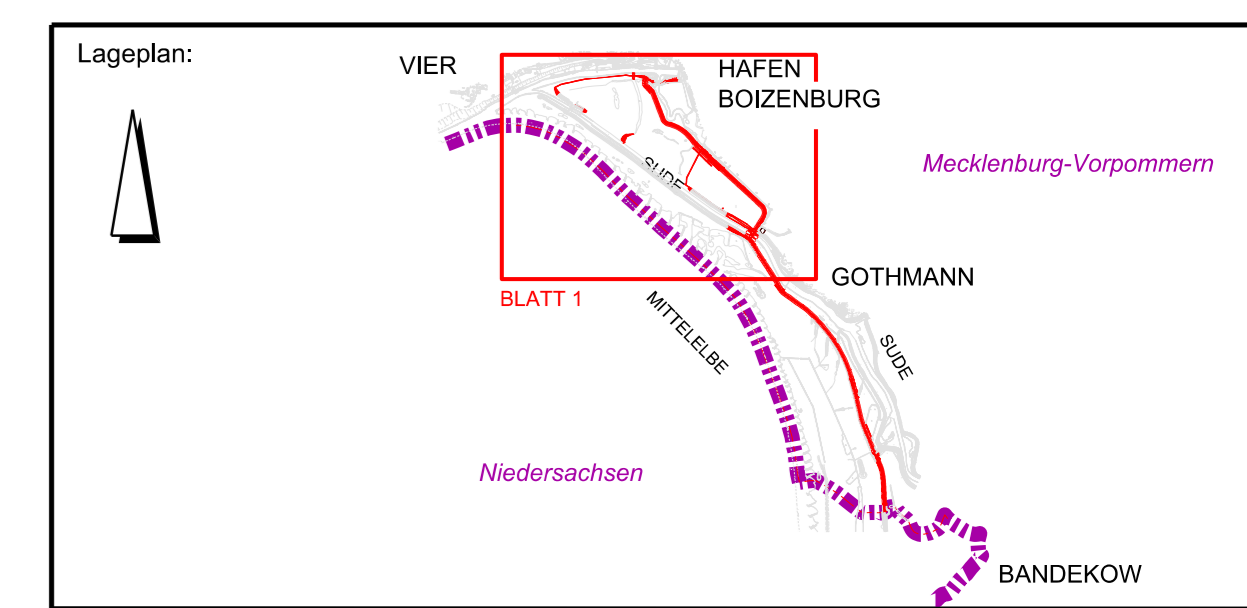 Lageplan:
VIER
HAFEN
BOIZENBURG
Mecklenburg-Vorpommern
SUDE
GOTHMANN
BLATT 1
MITTELELBE
SUDE
Niedersachsen
BANDEKOW